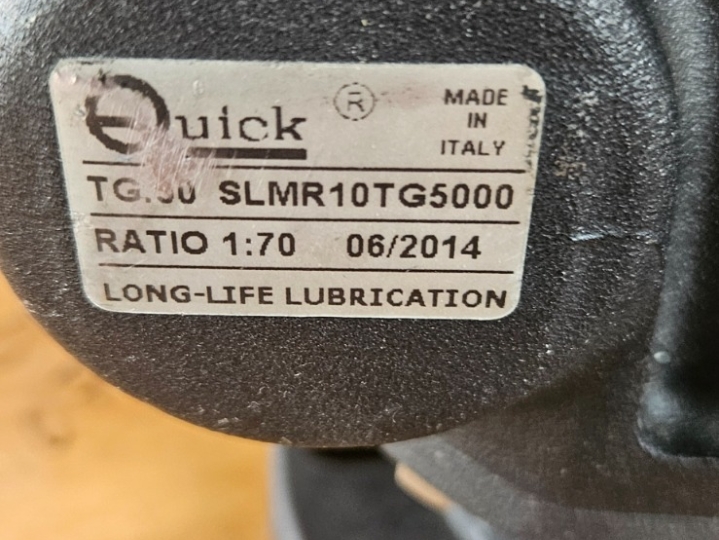 Quick ® MADE IN ITALY
SLMR10TG5000
RATIO 1:70 06/2014
LONG-LIFE LUBRICATION